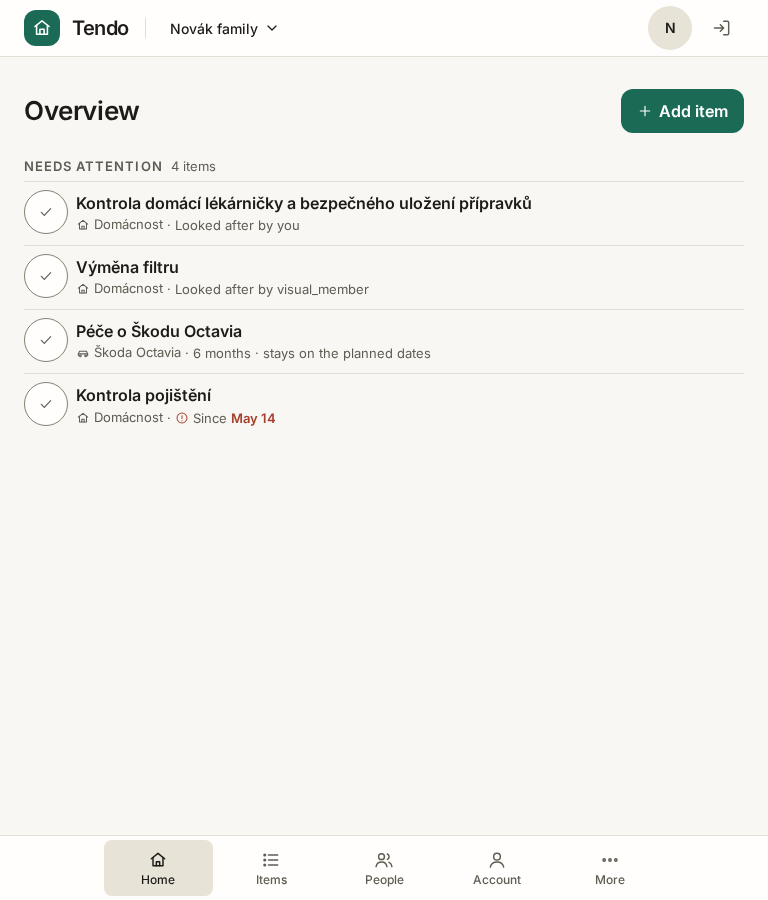 Tendo
Novák family
N
Overview
Add item
NEEDS ATTENTION 4 items
Kontrola domácí lékárničky a bezpečného uložení přípravků
Domácnost · Looked after by you
Výměna filtru
Domácnost · Looked after by visual_member
Péče o Škodu Octavia
Škoda Octavia · 6 months · stays on the planned dates
Kontrola pojištění
Domácnost · Since May 14
Home
Items
People
Account
More